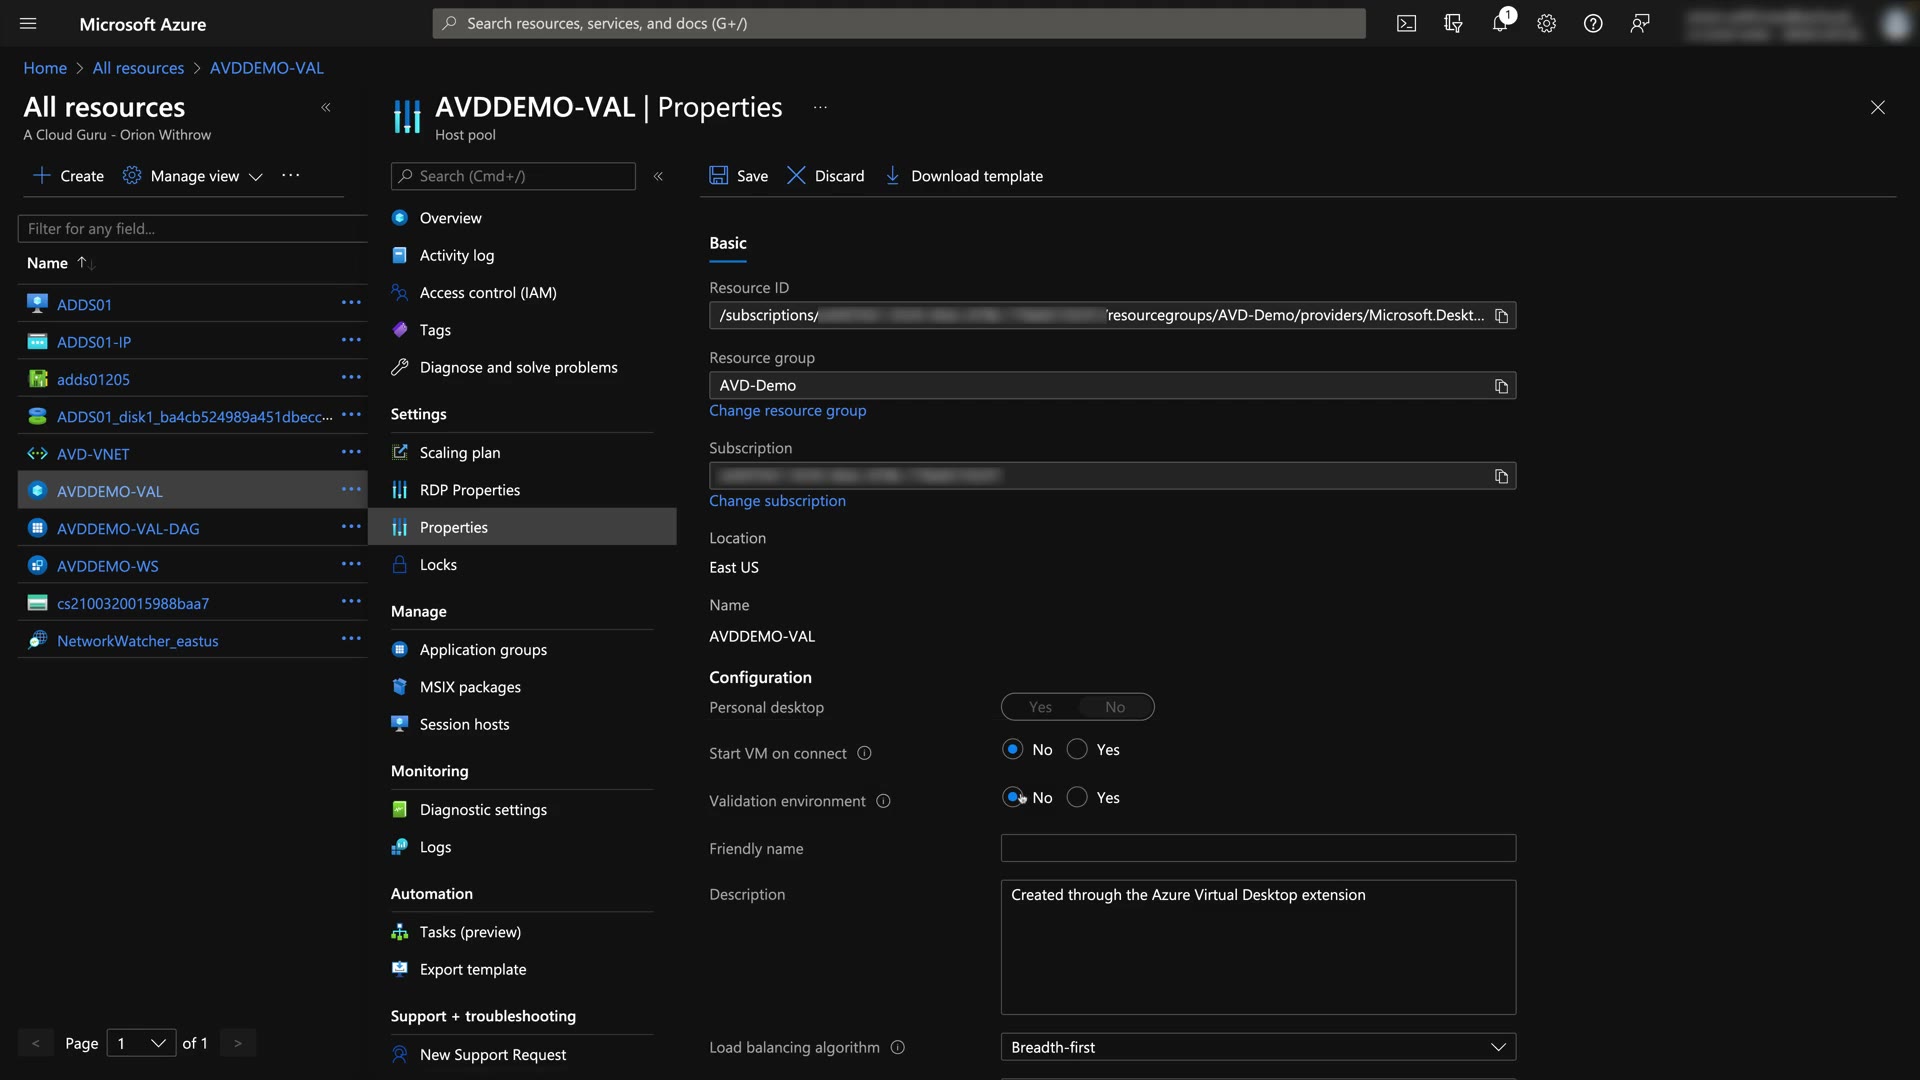 Microsoft Azure
Search resources, services, and docs (G+/)
1
Home > All resources > AVDDEMO-VAL
All resources
A Cloud Guru - Orion Withrow
Create
Manage view
Filter for any field...
Name
ADDS01
ADDS01-IP
adds01205
ADDS01_disk1_ba4cb524989a451dbecc...
AVD-VNET
AVDDEMO-VAL
AVDDEMO-VAL-DAG
AVDDEMO-WS
cs2100320015988baa7
NetworkWatcher_eastus
< Page 1 of 1 >
AVDDEMO-VAL | Properties
Host pool
Search (Cmd+/)
Overview
Activity log
Access control (IAM)
Tags
Diagnose and solve problems
Settings
Scaling plan
RDP Properties
Properties
Locks
Manage
Application groups
MSIX packages
Session hosts
Monitoring
Diagnostic settings
Logs
Automation
Tasks (preview)
Export template
Support + troubleshooting
New Support Request
Save
Discard
Download template
Basic
Resource ID
/subscriptions/ /resourcegroups/AVD-Demo/providers/Microsoft.Deskt...
Resource group
AVD-Demo
Change resource group
Subscription
Change subscription
Location
East US
Name
AVDDEMO-VAL
Configuration
Personal desktop Yes No
Start VM on connect No Yes
Validation environment No Yes
Friendly name
Description
Created through the Azure Virtual Desktop extension
Load balancing algorithm Breadth-first